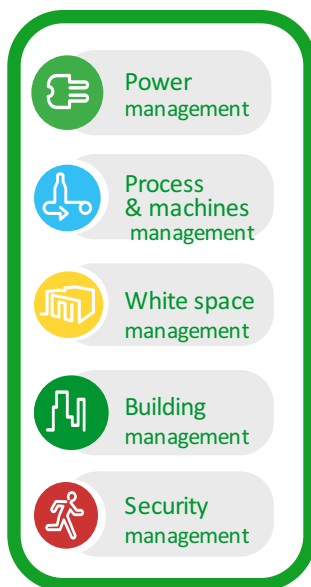 Power
management
Process
& machines
management
White space
management
Building
management
Security
management